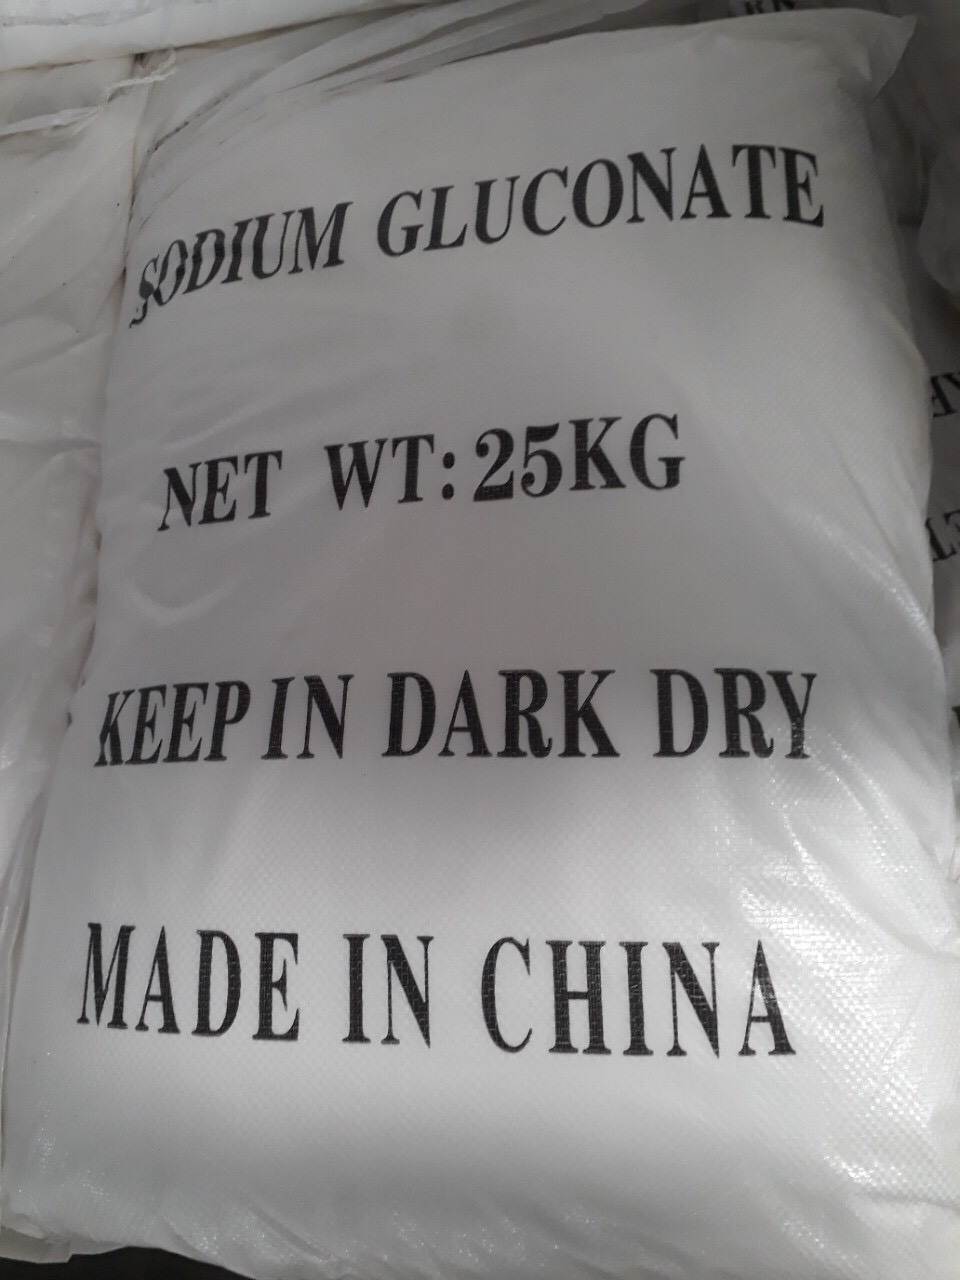 SODIUM GLUCONATE
NET WT: 25KG
KEEP IN DARK DRY
MADE IN CHINA